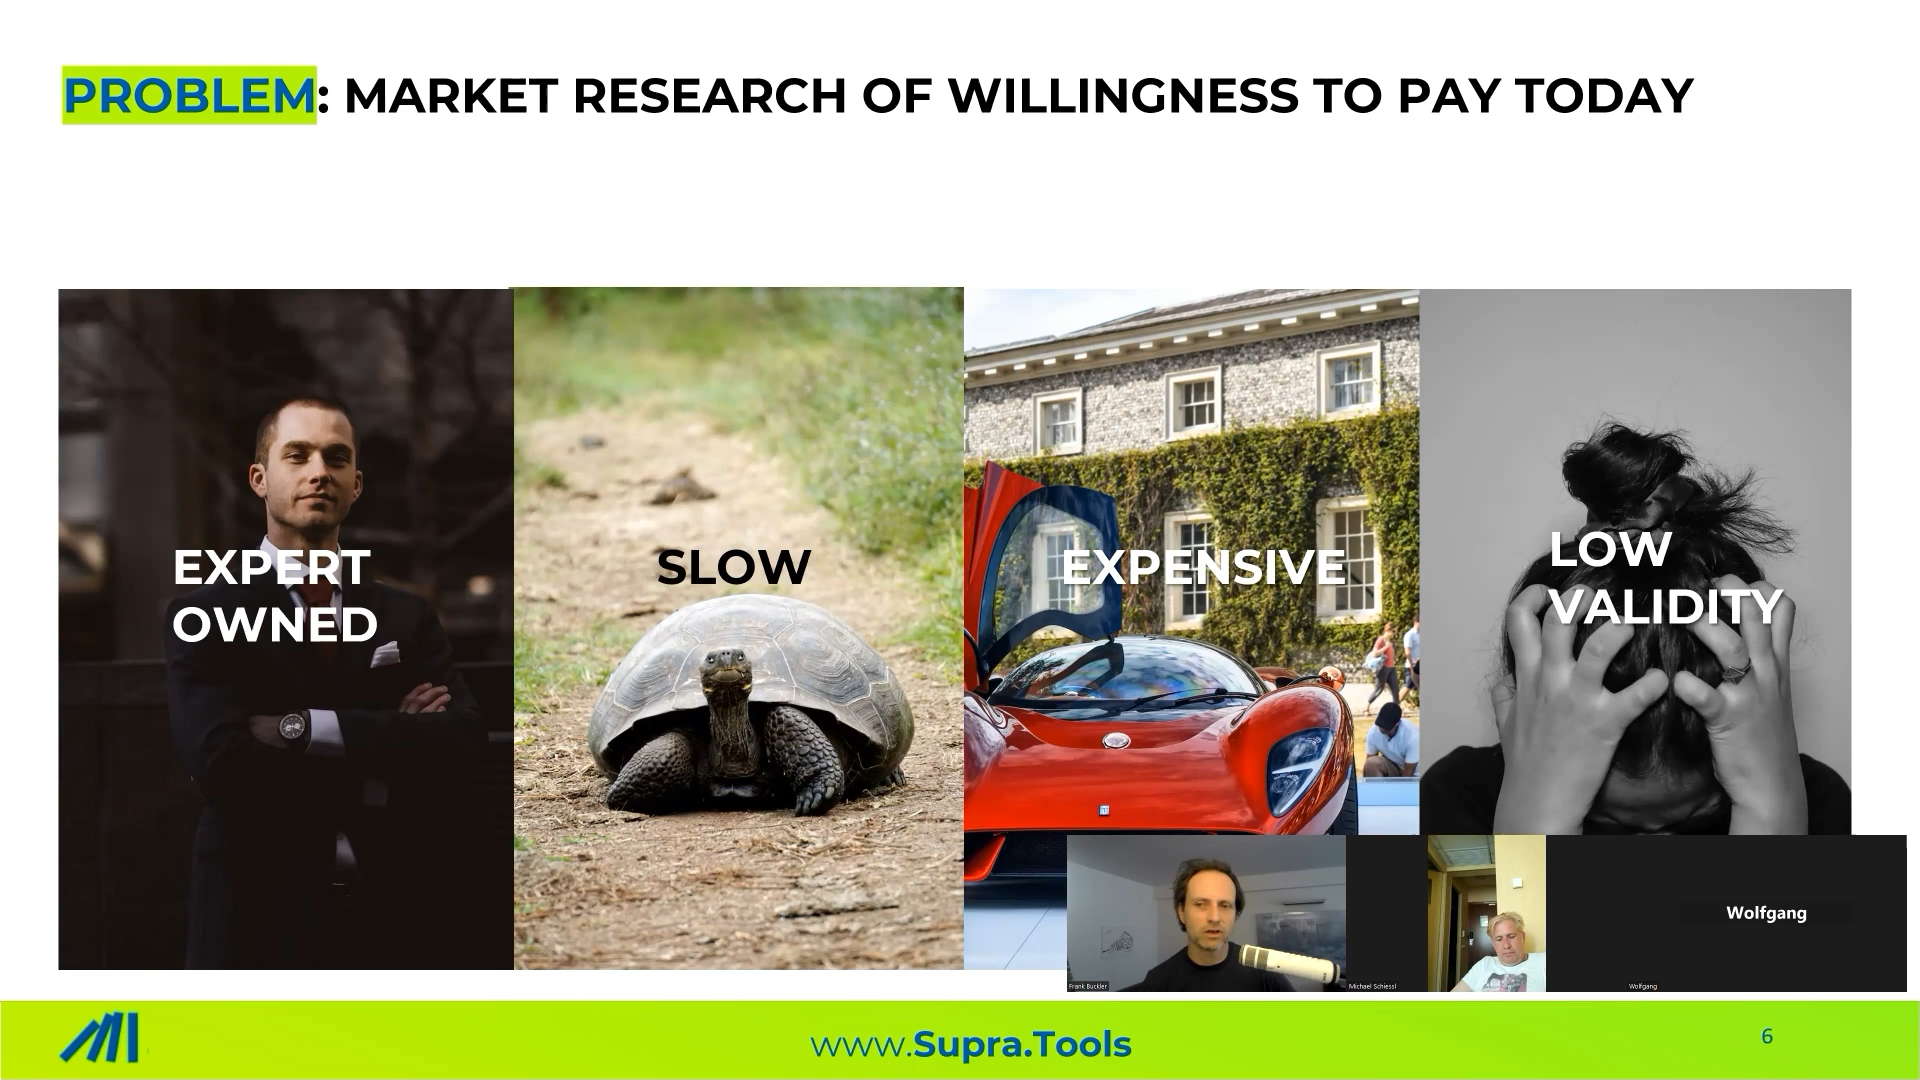 PROBLEM: MARKET RESEARCH OF WILLINGNESS TO PAY TODAY
EXPERT
OWNED
SLOW
EXPENSIVE
LOW
VALIDITY
Wolfgang
Frank Buckler
Michael Schiessl
Wolfgang
www.Supra.Tools
6